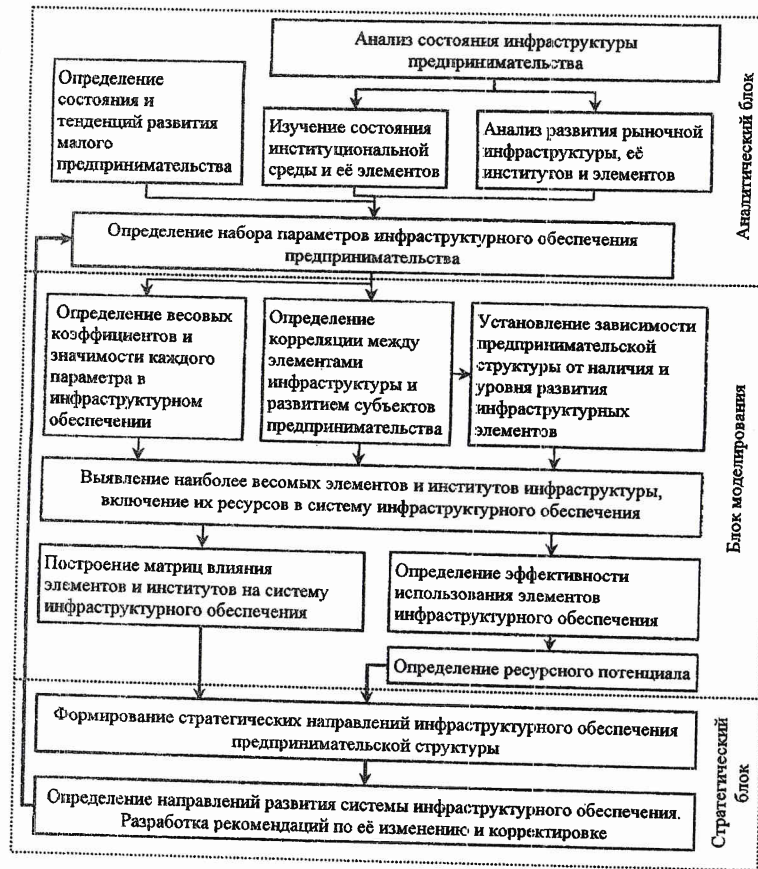 Анализ состояния инфраструктуры
предпринимательства
Определение
состояния и
тенденций развития
малого
предпринимательства
Изучение состояния
институциональной
среды и её элементов
Анализ развития рыночной
инфраструктуры, её
институтов и элементов
Аналитический блок
Определение набора параметров инфраструктурного обеспечения
предпринимательства
Определение весовых
коэффициентов и
значимости каждого
параметра в
инфраструктурном
обеспечении
Определение
корреляции между
элементами
инфраструктуры и
развитием субъектов
предпринимательства
Установление зависимости
предпринимательской
структуры от наличия и
уровня развития
инфраструктурных
элементов
Блок моделирования
Выявление наиболее весомых элементов и институтов инфраструктуры,
включение их ресурсов в систему инфраструктурного обеспечения
Построение матриц влияния
элементов и институтов на систему
инфраструктурного обеспечения
Определение эффективности
использования элементов
инфраструктурного обеспечения
Определение ресурсного потенциала
Формирование стратегических направлений инфраструктурного обеспечения
предпринимательской структуры
Стратегический
блок
Определение направлений развития системы инфраструктурного обеспечения.
Разработка рекомендаций по её изменению и корректировке